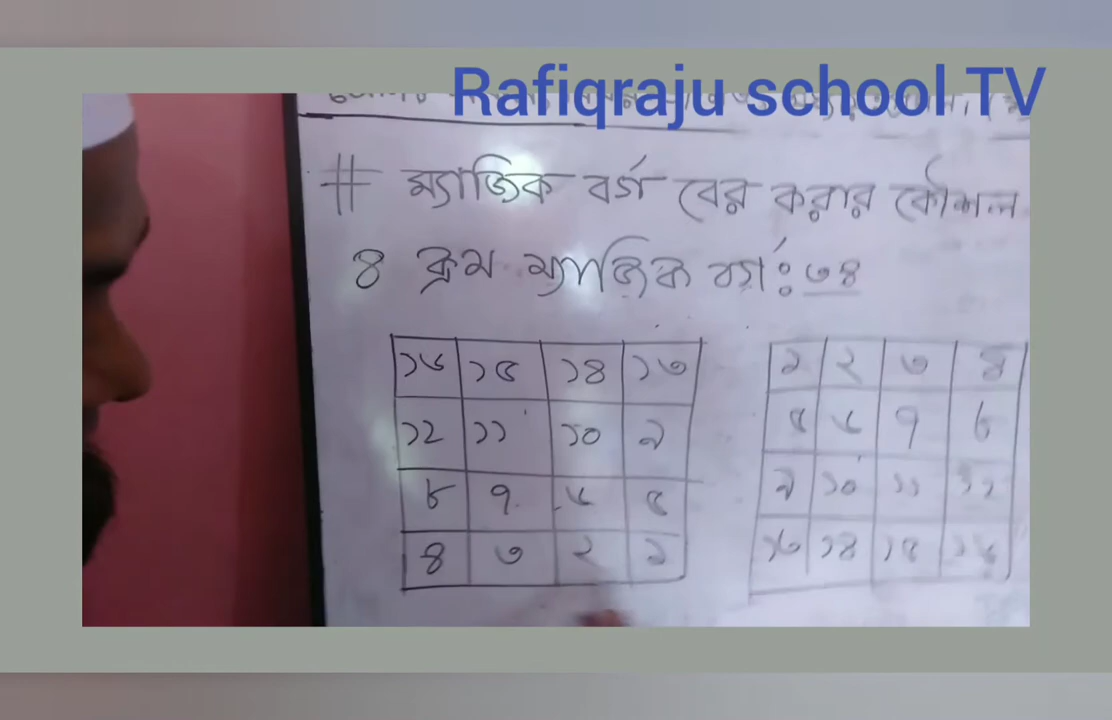 Rafiqraju school TV
# ম্যাজিক বর্গ বের করার কৌশল
৪ ক্রম ম্যাজিক বর্গ: ৩৪
১৬ ১৫ ১৪ ১৩
১২ ১১ ১০ ৯
৮ ৭ ৬ ৫
৪ ৩ ২ ১
১ ২ ৩ ৪
৫ ৬ ৭ ৮
৯ ১০ ১১ ১২
১৩ ১৪ ১৫ ১৬